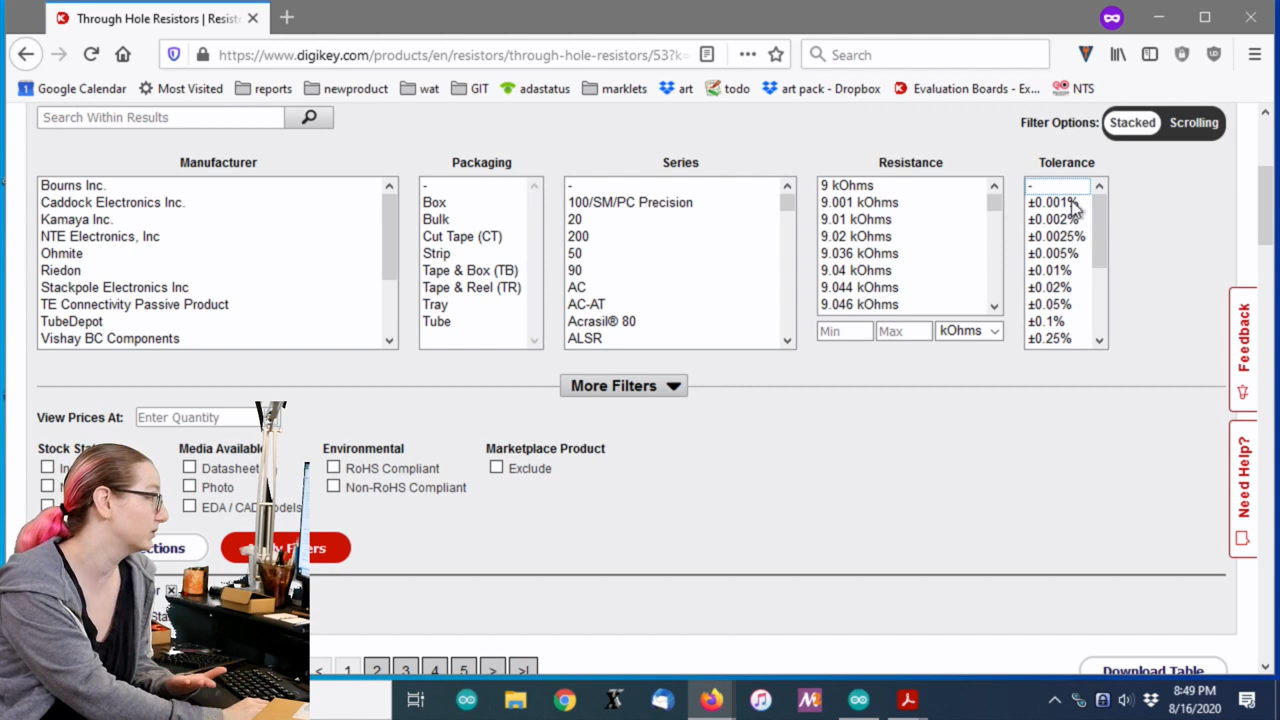 Through Hole Resistors | Resist
https://www.digikey.com/products/en/resistors/through-hole-resistors/53?k=
Search
Google Calendar Most Visited reports newproduct wat GIT adastatus marklets art todo art pack - Dropbox Evaluation Boards - Ex... NTS
Search Within Results
Filter Options: Stacked Scrolling
Manufacturer
Bourns Inc.
Caddock Electronics Inc.
Kamaya Inc.
NTE Electronics, Inc
Ohmite
Riedon
Stackpole Electronics Inc
TE Connectivity Passive Product
TubeDepot
Vishay BC Components
Packaging
-
Box
Bulk
Cut Tape (CT)
Strip
Tape & Box (TB)
Tape & Reel (TR)
Tray
Tube
Series
-
100/SM/PC Precision
20
200
50
90
AC
AC-AT
Acrasil® 80
ALSR
Resistance
9 kOhms
9.001 kOhms
9.01 kOhms
9.02 kOhms
9.036 kOhms
9.04 kOhms
9.044 kOhms
9.046 kOhms
Min Max kOhms
Tolerance
-
±0.001%
±0.002%
±0.0025%
±0.005%
±0.01%
±0.02%
±0.05%
±0.1%
±0.25%
More Filters
View Prices At: Enter Quantity
Stock Sta
In
Media Available
Datasheet
Photo
EDA / CAD Models
Environmental
RoHS Compliant
Non-RoHS Compliant
Marketplace Product
Exclude
ctions
Filters
< 1 2 3 4 5 > >|
Download Table
Feedback
Need Help?
8:49 PM
8/16/2020